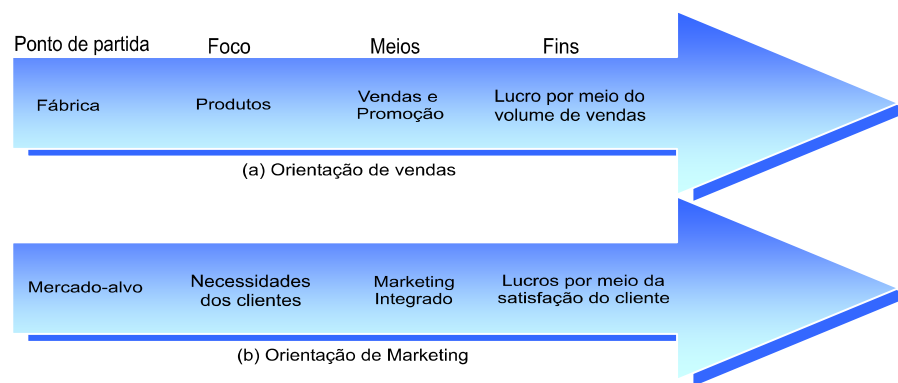 Ponto de partida Foco Meios Fins
Fábrica Produtos Vendas e Promoção Lucro por meio do volume de vendas
(a) Orientação de vendas
Mercado-alvo Necessidades dos clientes Marketing Integrado Lucros por meio da satisfação do cliente
(b) Orientação de Marketing